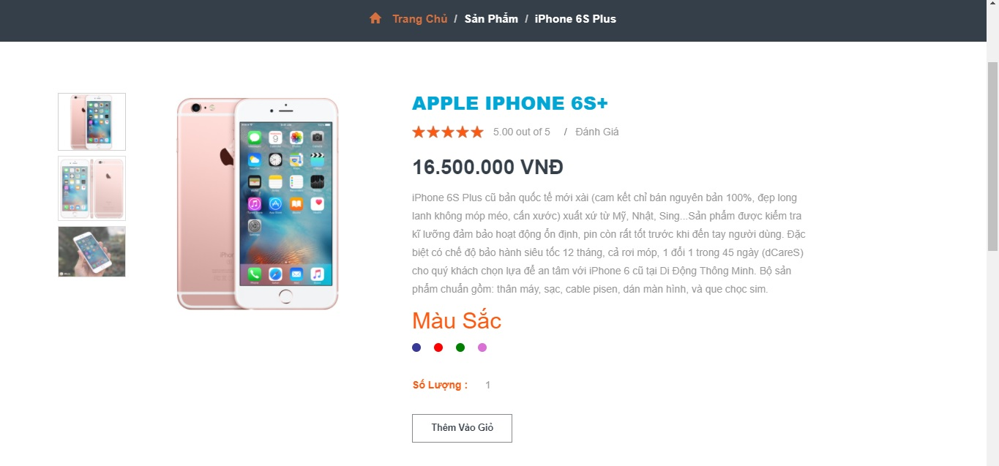 Trang Chủ / Sản Phẩm / iPhone 6S Plus
APPLE IPHONE 6S+
5.00 out of 5 / Đánh Giá
16.500.000 VNĐ
iPhone 6S Plus cũ bản quốc tế mới xài (cam kết chỉ bán nguyên bản 100%, đẹp long
lanh không móp méo, cấn xước) xuất xứ từ Mỹ, Nhật, Sing...Sản phẩm được kiểm tra
kĩ lưỡng đảm bảo hoạt động ổn định, pin còn rất tốt trước khi đến tay người dùng. Đặc
biệt có chế độ bảo hành siêu tốc 12 tháng, cả rơi móp, 1 đổi 1 trong 45 ngày (dCareS)
cho quý khách chọn lựa để an tâm với iPhone 6 cũ tại Di Động Thông Minh. Bộ sản
phẩm chuẩn gồm: thân máy, sạc, cable pisen, dán màn hình, và que chọc sim.
Màu Sắc
Số Lượng : 1
Thêm Vào Giỏ